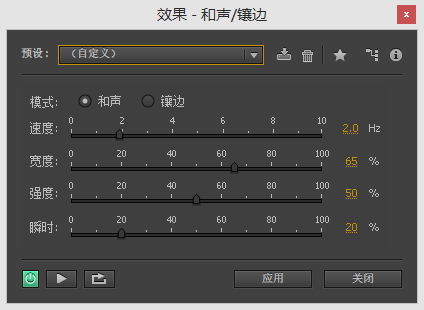 效果 - 和声/镶边
x
预设: (自定义)
模式: 和声 镶边
0 2 4 6 8 10
速度: 2.0 Hz
0 20 40 60 80 100
宽度: 65 %
0 20 40 60 80 100
强度: 50 %
0 20 40 60 80 100
瞬时: 20 %
应用 关闭